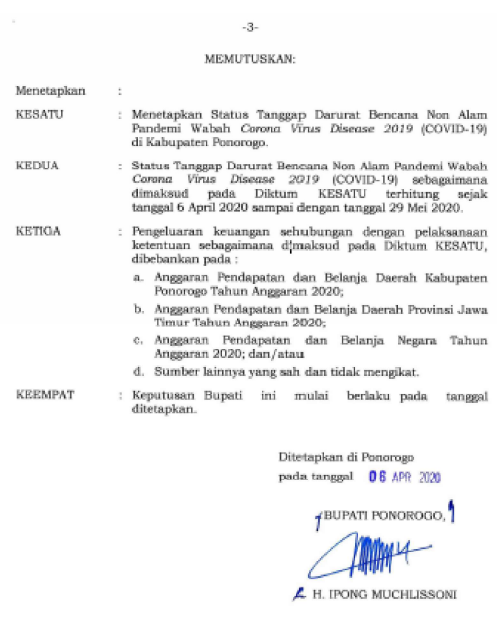 -3-
MEMUTUSKAN:
Menetapkan :
KESATU : Menetapkan Status Tanggap Darurat Bencana Non Alam
Pandemi Wabah Corona Virus Disease 2019 (COVID-19)
di Kabupaten Ponorogo.
KEDUA : Status Tanggap Darurat Bencana Non Alam Pandemi Wabah
Corona Virus Disease 2019 (COVID-19) sebagaimana
dimaksud pada Diktum KESATU terhitung sejak
tanggal 6 April 2020 sampai dengan tanggal 29 Mei 2020.
KETIGA : Pengeluaran keuangan sehubungan dengan pelaksanaan
ketentuan sebagaimana dimaksud pada Diktum KESATU,
dibebankan pada :
a. Anggaran Pendapatan dan Belanja Daerah Kabupaten
Ponorogo Tahun Anggaran 2020;
b. Anggaran Pendapatan dan Belanja Daerah Provinsi Jawa
Timur Tahun Anggaran 2020;
c. Anggaran Pendapatan dan Belanja Negara Tahun
Anggaran 2020; dan/atau
d. Sumber lainnya yang sah dan tidak mengikat.
KEEMPAT : Keputusan Bupati ini mulai berlaku pada tanggal
ditetapkan.
Ditetapkan di Ponorogo
pada tanggal 06 APR 2020
BUPATI PONOROGO,
H. IPONG MUCHLISSONI